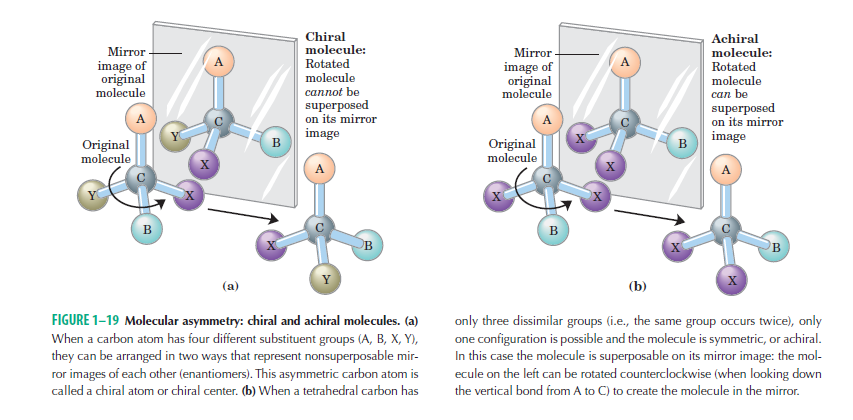 Mirror
image of
original
molecule
Original
molecule
A
C
Y
X
B
A
C
Y
X
B
A
C
X
B
Y
Chiral
molecule:
Rotated
molecule
cannot be
superposed
on its mirror
image
(a)
Mirror
image of
original
molecule
Original
molecule
A
C
X
X
B
A
C
X
X
B
A
C
X
B
X
Achiral
molecule:
Rotated
molecule
can be
superposed
on its mirror
image
(b)
FIGURE 1–19 Molecular asymmetry: chiral and achiral molecules. (a)
When a carbon atom has four different substituent groups (A, B, X, Y),
they can be arranged in two ways that represent nonsuperposable mir-
ror images of each other (enantiomers). This asymmetric carbon atom is
called a chiral atom or chiral center. (b) When a tetrahedral carbon has
only three dissimilar groups (i.e., the same group occurs twice), only
one configuration is possible and the molecule is symmetric, or achiral.
In this case the molecule is superposable on its mirror image: the mol-
ecule on the left can be rotated counterclockwise (when looking down
the vertical bond from A to C) to create the molecule in the mirror.